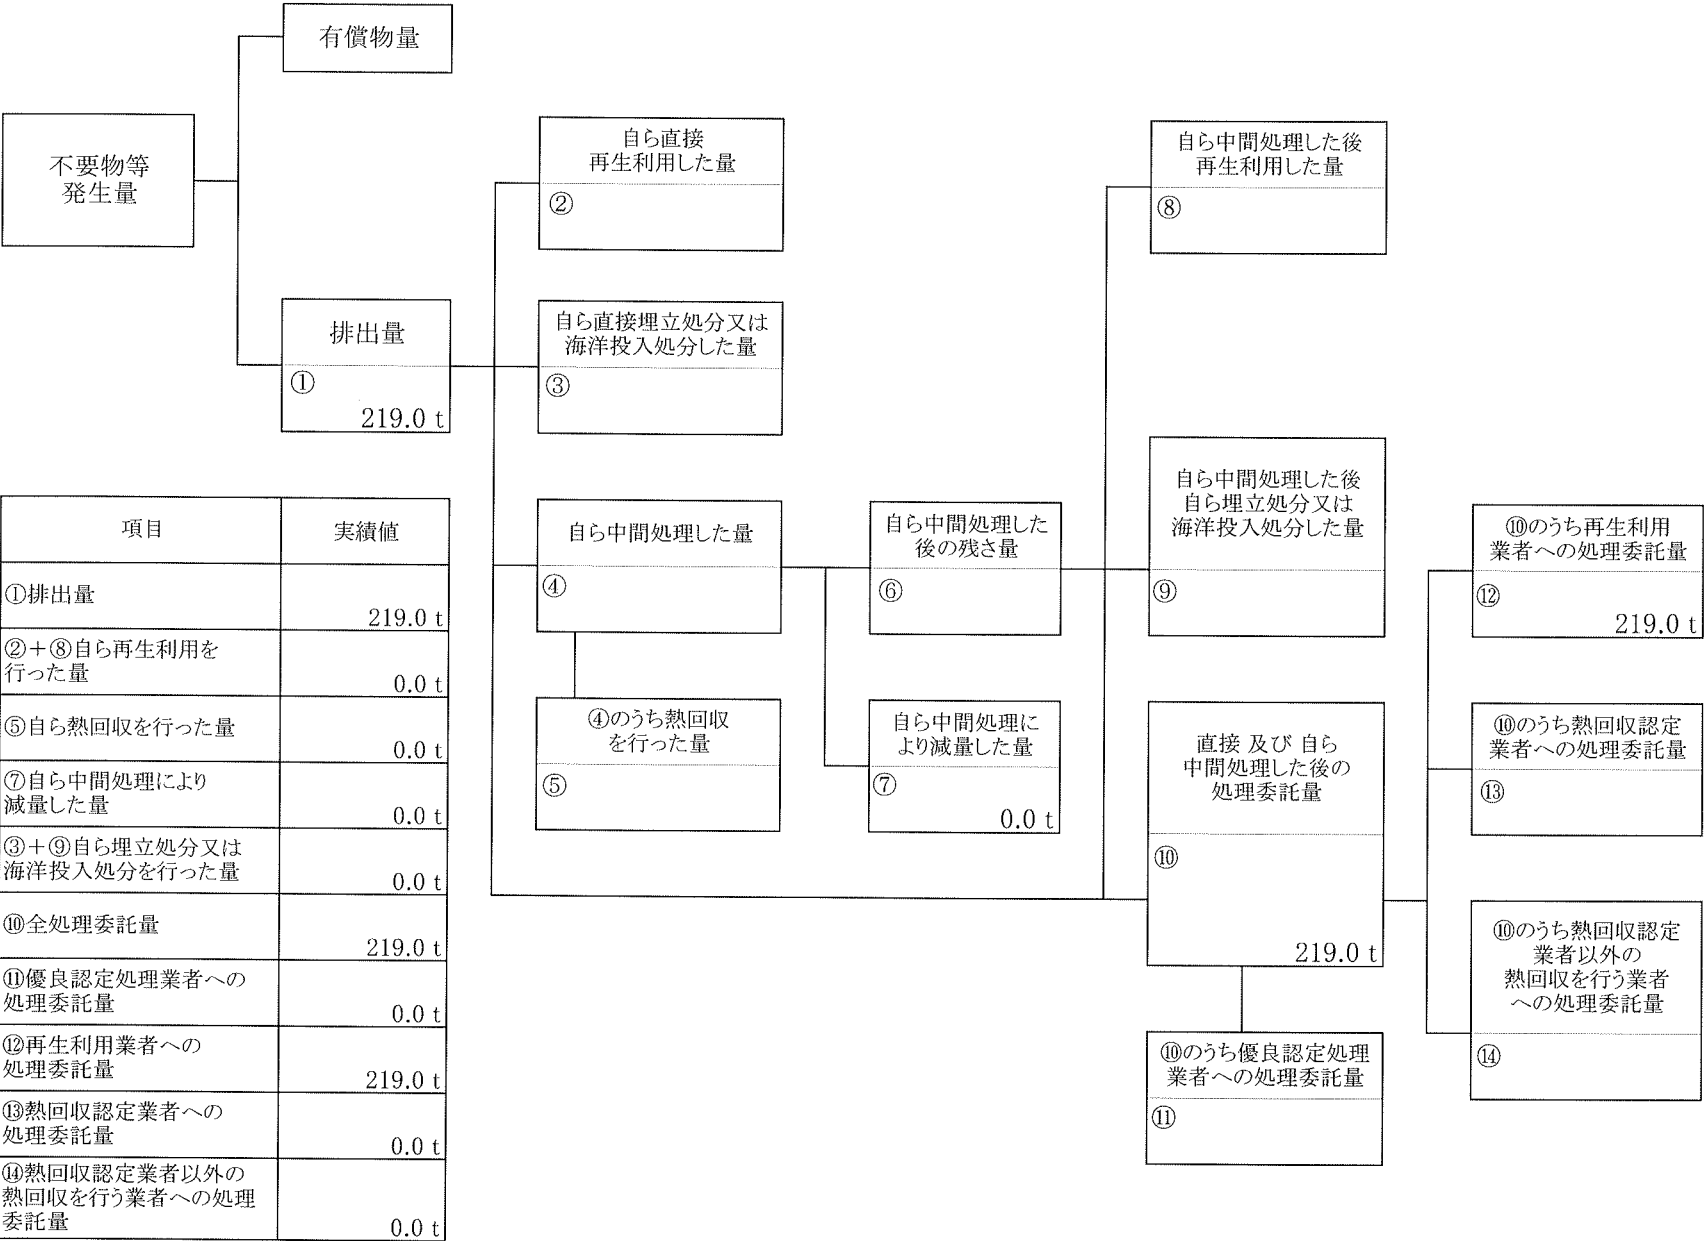 有償物量
不要物等
発生量
排出量
①
219.0 t
自ら直接
再生利用した量
②
自ら直接埋立処分又は
海洋投入処分した量
③
自ら中間処理した量
④
④のうち熱回収
を行った量
⑤
自ら中間処理した
後の残さ量
⑥
自ら中間処理に
より減量した量
⑦
0.0 t
自ら中間処理した後
再生利用した量
⑧
自ら中間処理した後
自ら埋立処分又は
海洋投入処分した量
⑨
直接 及び 自ら
中間処理した後の
処理委託量
⑩
219.0 t
⑩のうち優良認定処理
業者への処理委託量
⑪
⑩のうち再生利用
業者への処理委託量
⑫
219.0 t
⑩のうち熱回収認定
業者への処理委託量
⑬
⑩のうち熱回収認定
業者以外の
熱回収を行う業者
への処理委託量
⑭
項目 実績値
①排出量
219.0 t
②＋⑧自ら再生利用を
行った量
0.0 t
⑤自ら熱回収を行った量
0.0 t
⑦自ら中間処理により
減量した量
0.0 t
③＋⑨自ら埋立処分又は
海洋投入処分を行った量
0.0 t
⑩全処理委託量
219.0 t
⑪優良認定処理業者への
処理委託量
0.0 t
⑫再生利用業者への
処理委託量
219.0 t
⑬熱回収認定業者への
処理委託量
0.0 t
⑭熱回収認定業者以外の
熱回収を行う業者への処理
委託量
0.0 t